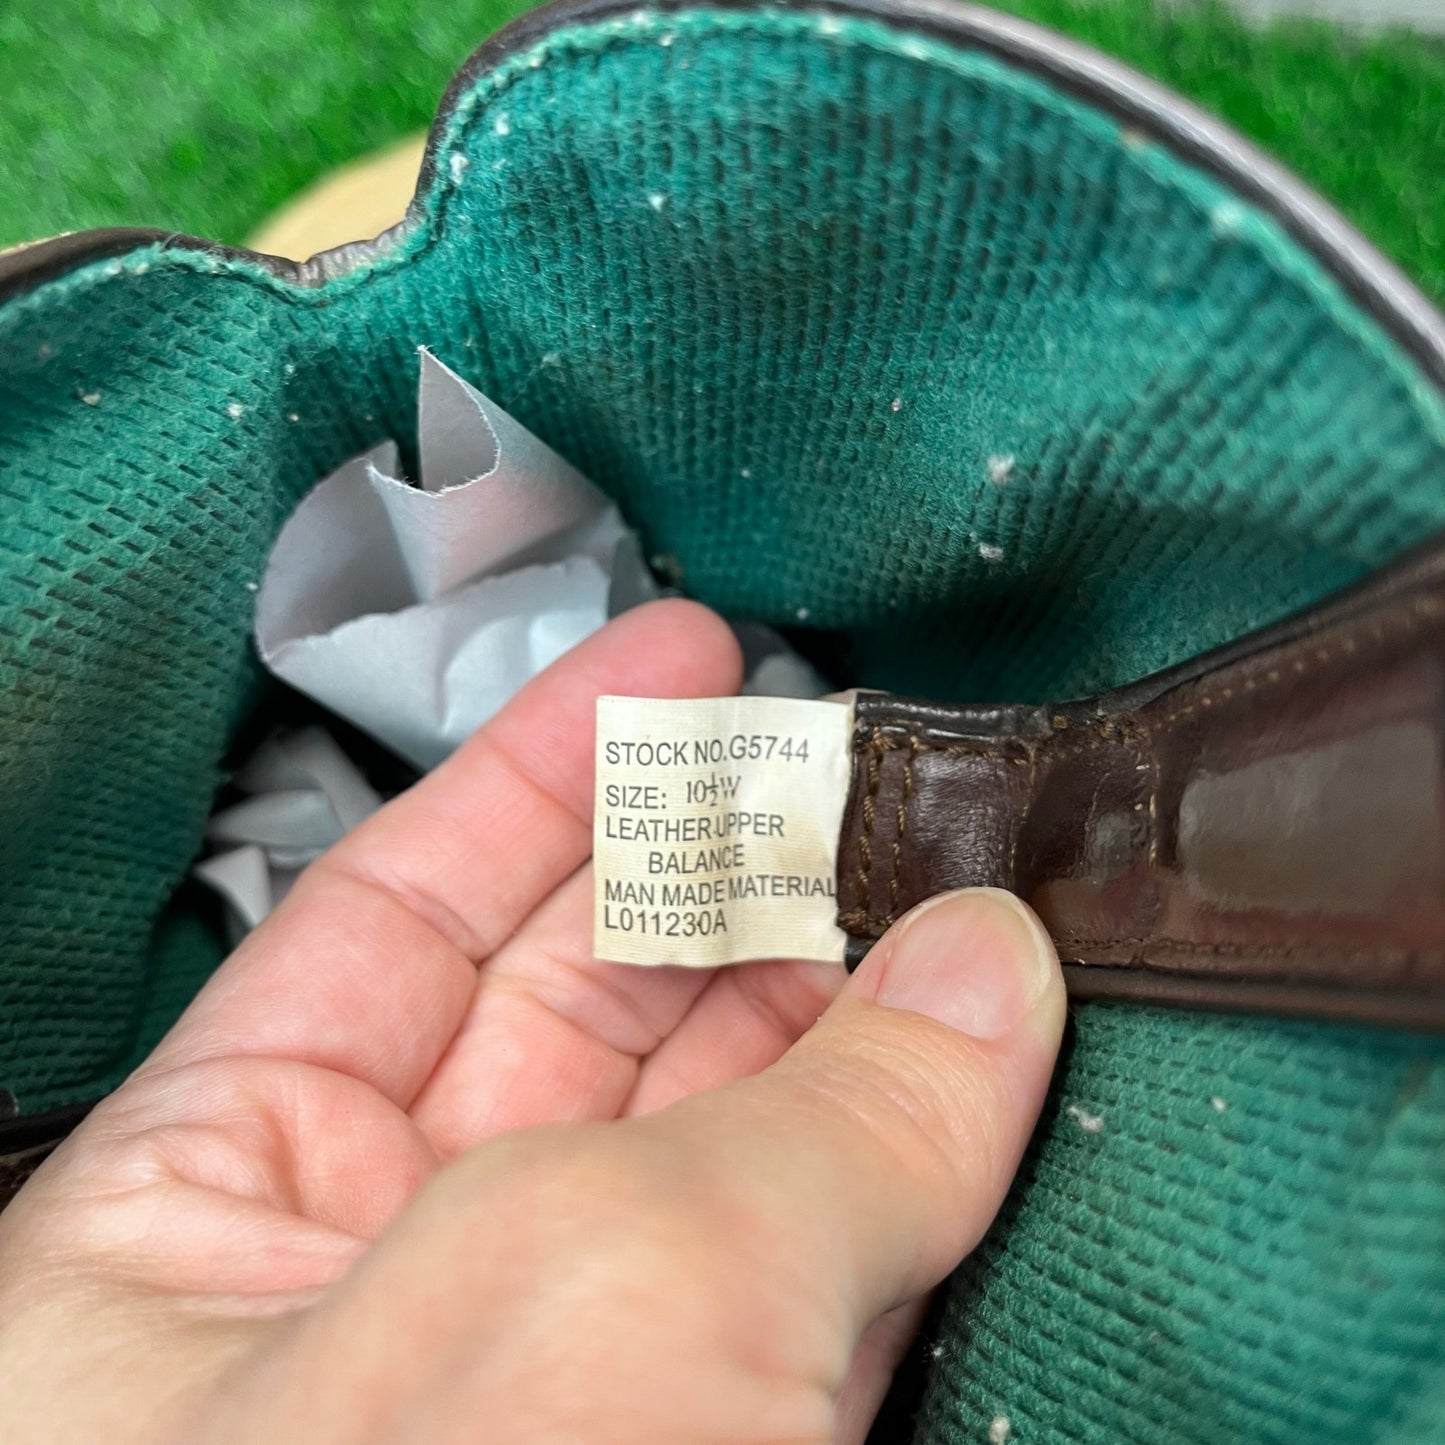 STOCK NO.G5744
SIZE: 10½W
LEATHER UPPER
BALANCE
MAN MADE MATERIAL
L011230A